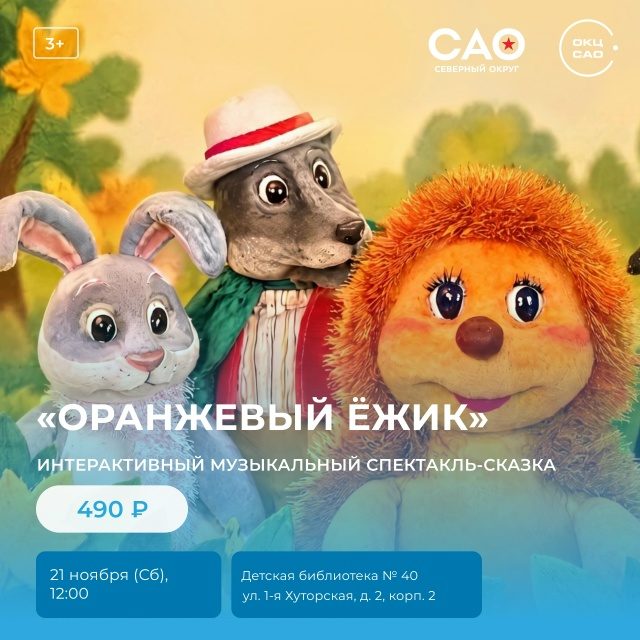 3+
САО
СЕВЕРНЫЙ ОКРУГ
ОКЦ
САО
«ОРАНЖЕВЫЙ ЁЖИК»
ИНТЕРАКТИВНЫЙ МУЗЫКАЛЬНЫЙ СПЕКТАКЛЬ-СКАЗКА
490 ₽
21 ноября (Сб),
12:00
Детская библиотека № 40
ул. 1-я Хуторская, д. 2, корп. 2